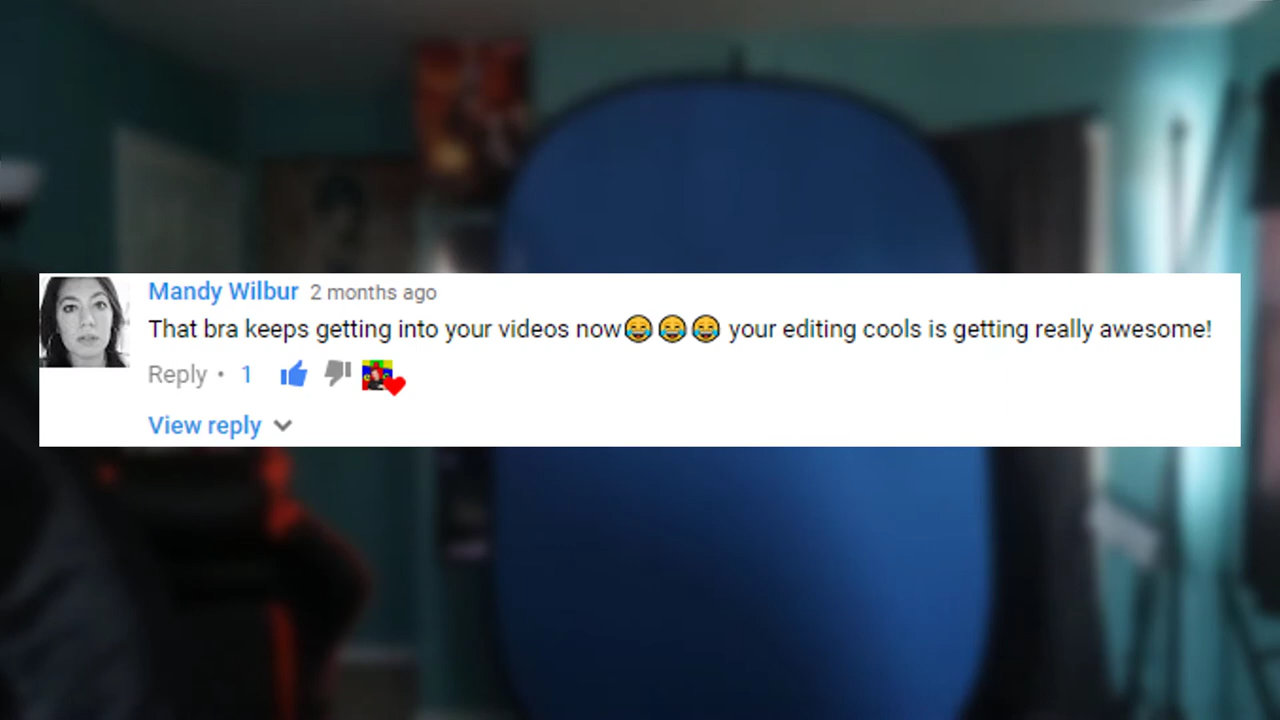 Mandy Wilbur 2 months ago
That bra keeps getting into your videos now😂😂😂 your editing cools is getting really awesome!
Reply • 1
View reply